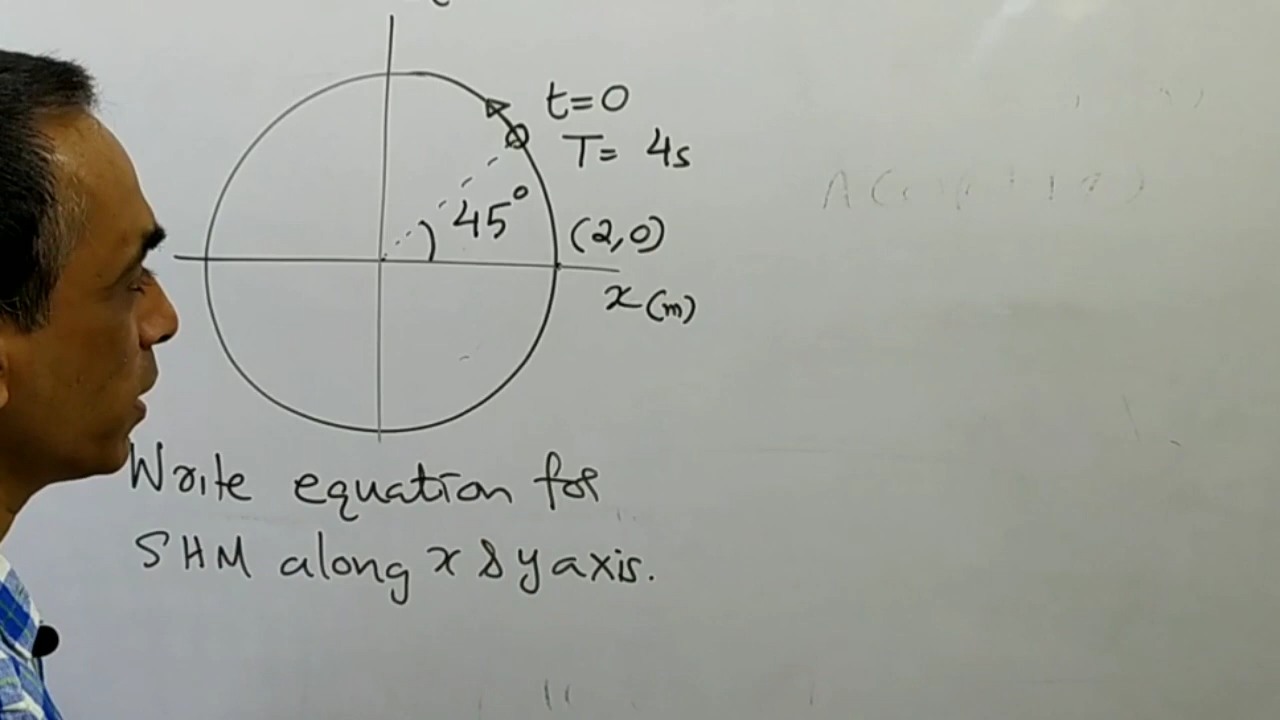 t=0
T= 4s
45°
(2,0)
x(m)
Write equation for
SHM along x & y axis.